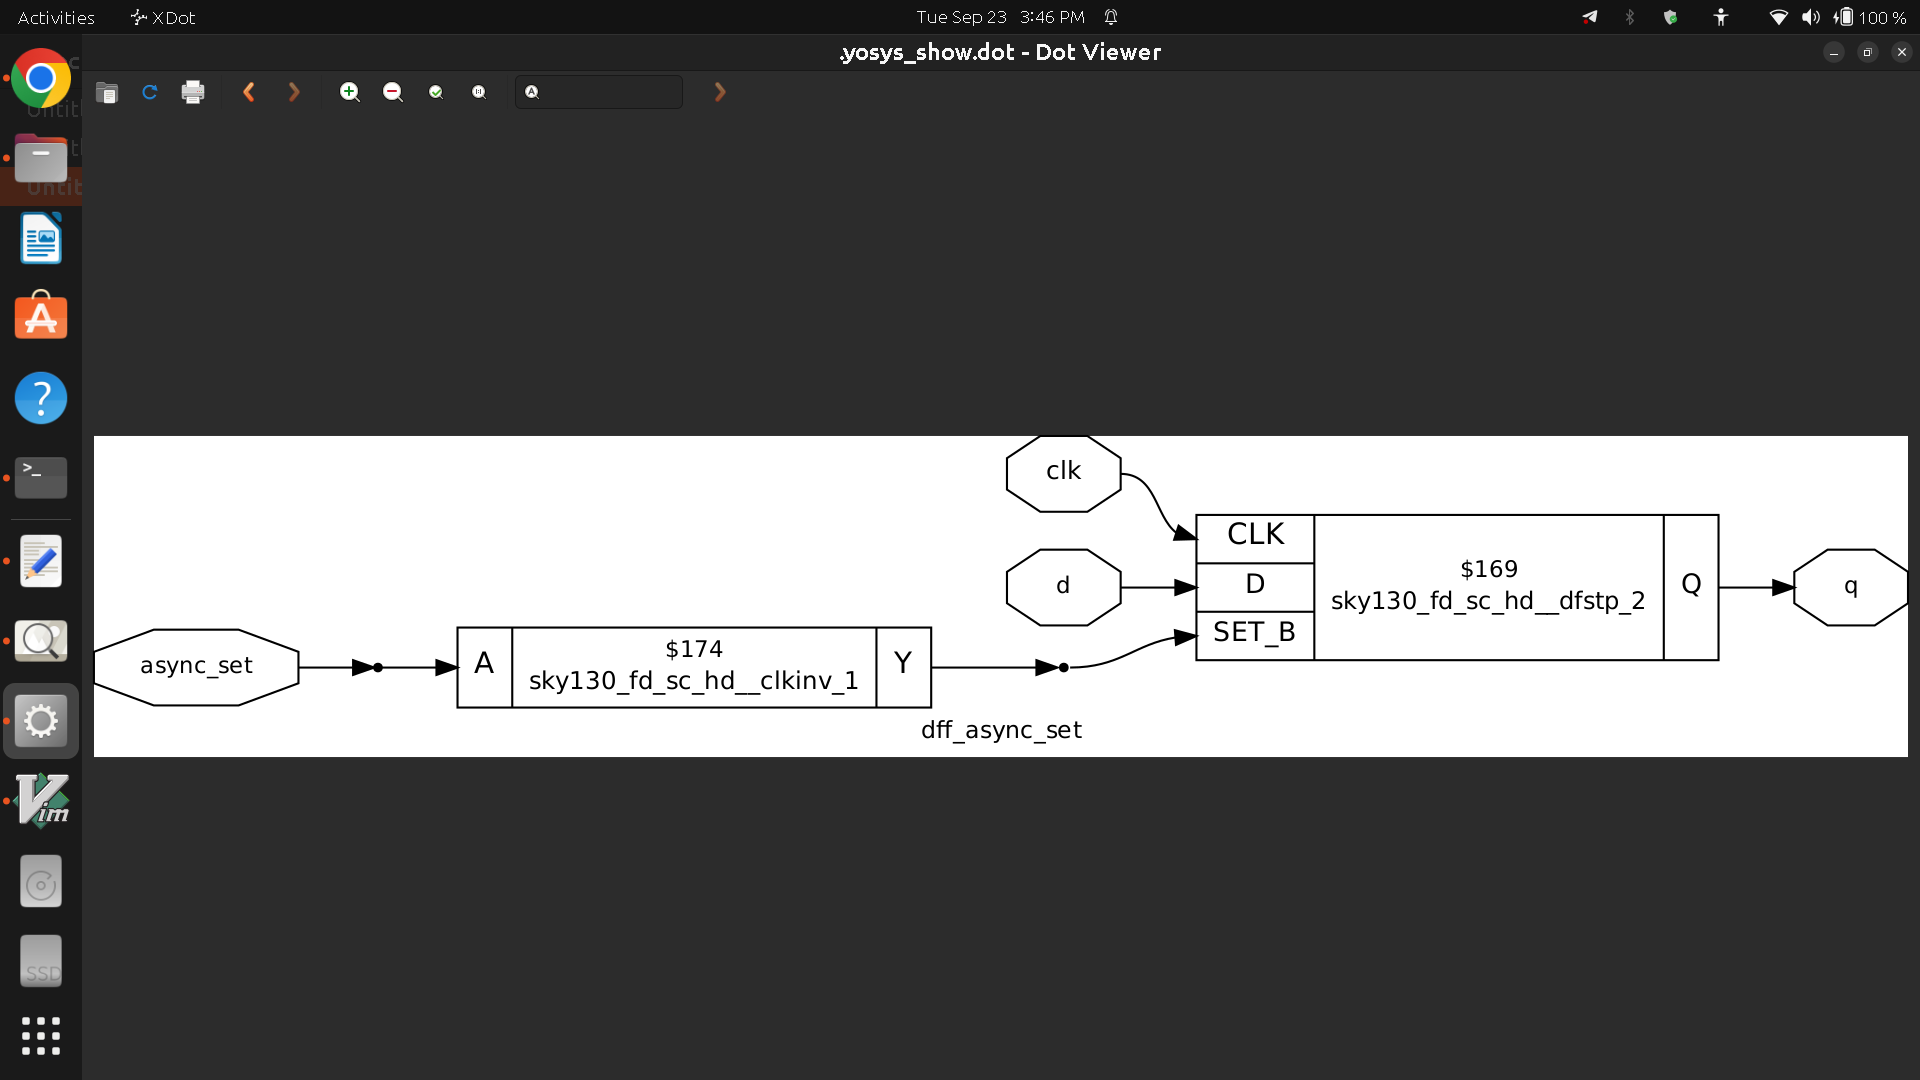 Activities
XDot
Tue Sep 23 3:46 PM
100 %
.yosys_show.dot - Dot Viewer
clk
CLK
d
D
$169
sky130_fd_sc_hd__dfstp_2
Q
q
SET_B
async_set
A
$174
sky130_fd_sc_hd__clkinv_1
Y
dff_async_set
>_
?
Vim
SSD